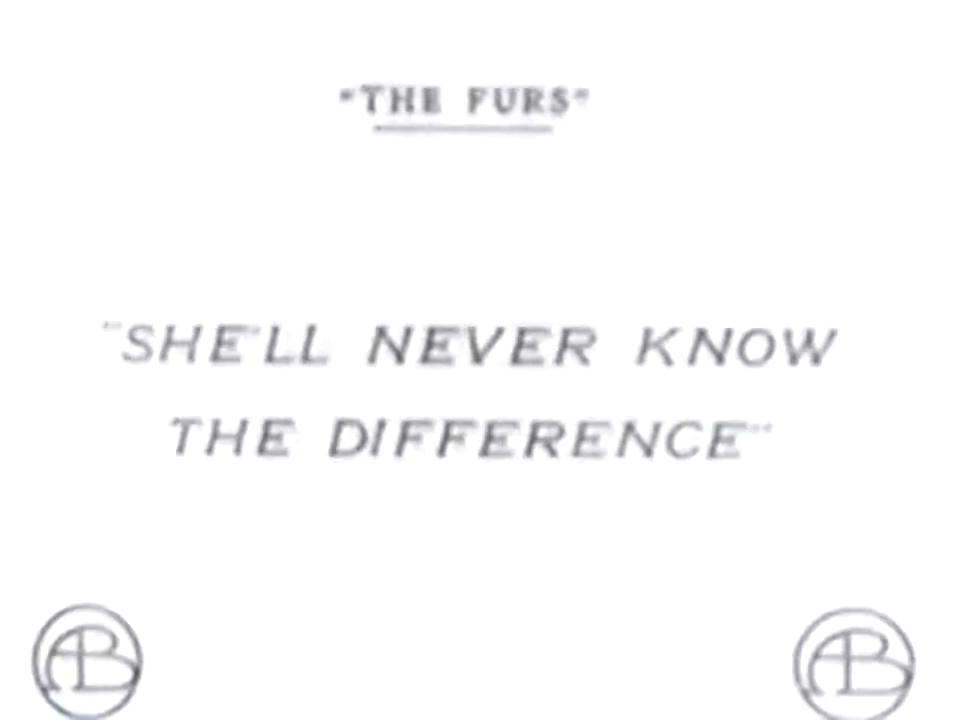 "THE FURS"
"SHE'LL NEVER KNOW
THE DIFFERENCE"
AB
AB